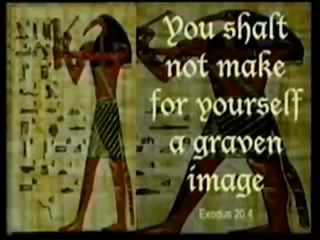 You shalt
not make
for yourself
a graven
image
Exodus 20:4